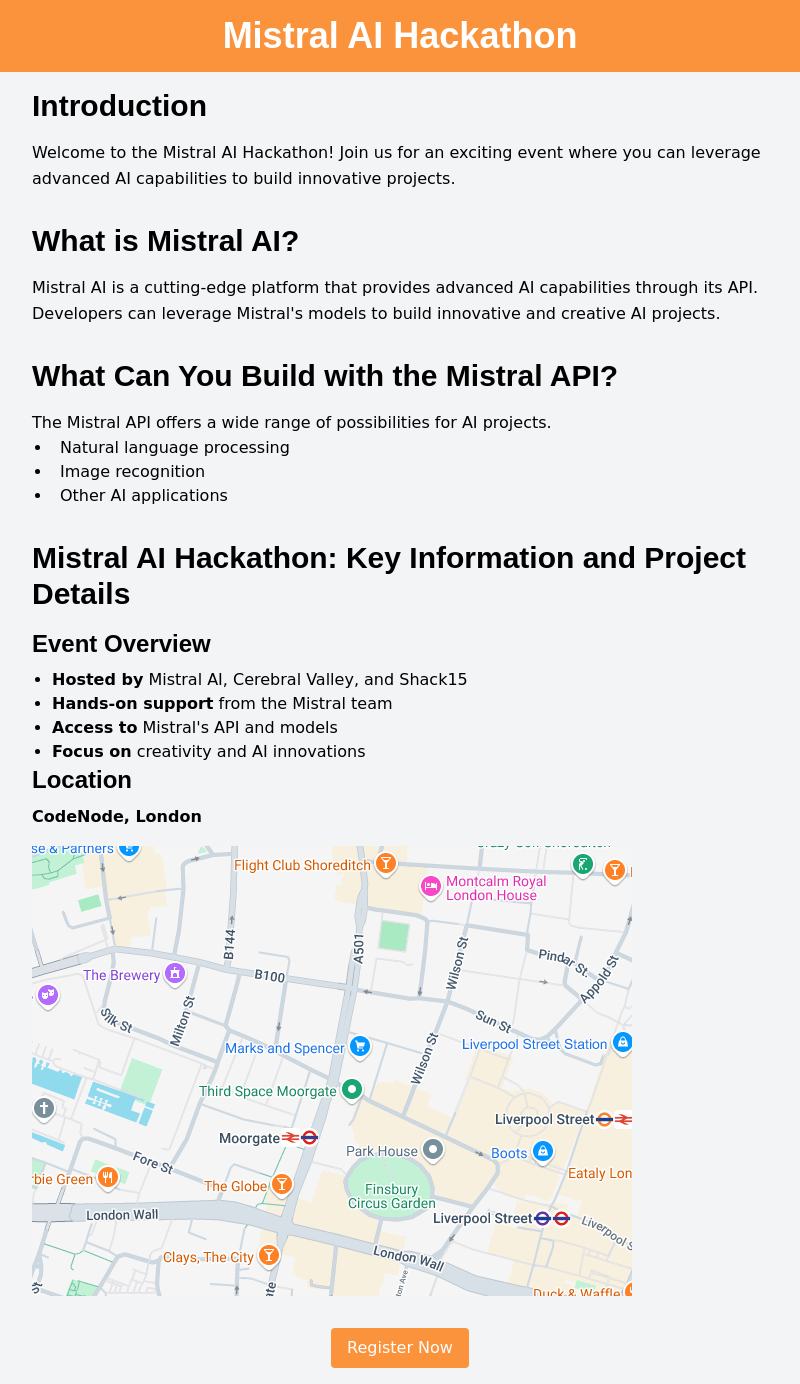 Mistral AI Hackathon
Introduction
Welcome to the Mistral AI Hackathon! Join us for an exciting event where you can leverage
advanced AI capabilities to build innovative projects.
What is Mistral AI?
Mistral AI is a cutting-edge platform that provides advanced AI capabilities through its API.
Developers can leverage Mistral's models to build innovative and creative AI projects.
What Can You Build with the Mistral API?
The Mistral API offers a wide range of possibilities for AI projects.
• Natural language processing
• Image recognition
• Other AI applications
Mistral AI Hackathon: Key Information and Project
Details
Event Overview
• Hosted by Mistral AI, Cerebral Valley, and Shack15
• Hands-on support from the Mistral team
• Access to Mistral's API and models
• Focus on creativity and AI innovations
Location
CodeNode, London
se & Partners
Flight Club Shoreditch
Montcalm Royal
London House
B144
A501
Wilson St
Pindar St.
Appold St
The Brewery
B100
Silk St
Milton St
Sun St
Marks and Spencer
Wilson St
Liverpool Street Station
Third Space Moorgate
Liverpool Street
Moorgate
Park House
Boots
Fore St
rbie Green
The Globe
Eataly Lon
Finsbury
Circus Garden
London Wall
Liverpool Street
Liverpool S
Clays, The City
London Wall
ton Ave
ate
Duck & Waffle
Register Now